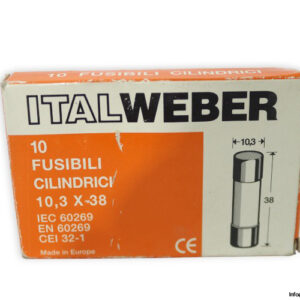 10 FUSIBILI CILINDRICI
ITALWEBER
10
FUSIBILI
CILINDRICI
10,3 X 38
IEC 60269
EN 60269
CEI 32-1
Made in Europe
10,3
38
CE